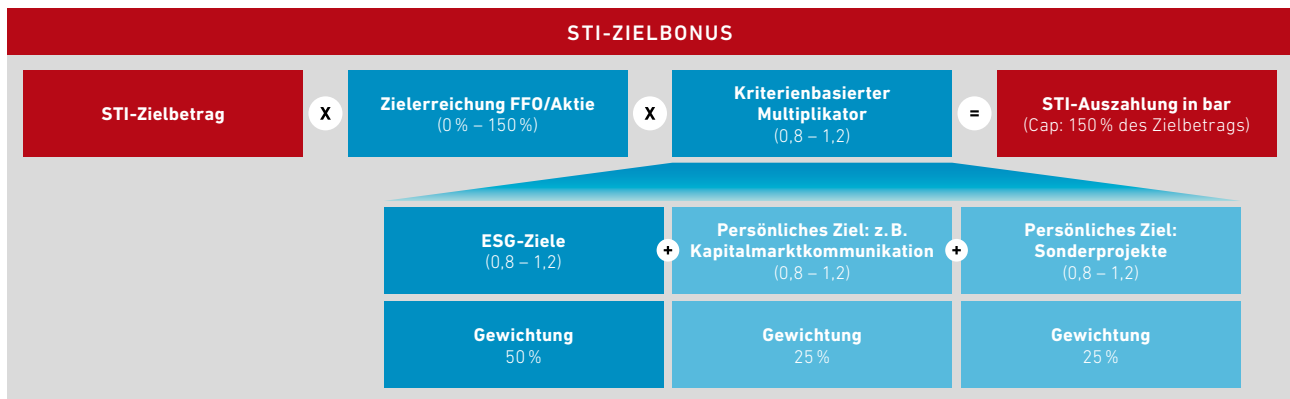 STI-ZIELBONUS
STI-Zielbetrag
X
Zielerreichung FFO/Aktie
(0 % – 150 %)
X
Kriterienbasierter
Multiplikator
(0,8 – 1,2)
=
STI-Auszahlung in bar
(Cap: 150 % des Zielbetrags)
ESG-Ziele
(0,8 – 1,2)
+
Persönliches Ziel: z. B.
Kapitalmarktkommunikation
(0,8 – 1,2)
+
Persönliches Ziel:
Sonderprojekte
(0,8 – 1,2)
Gewichtung
50 %
Gewichtung
25 %
Gewichtung
25 %